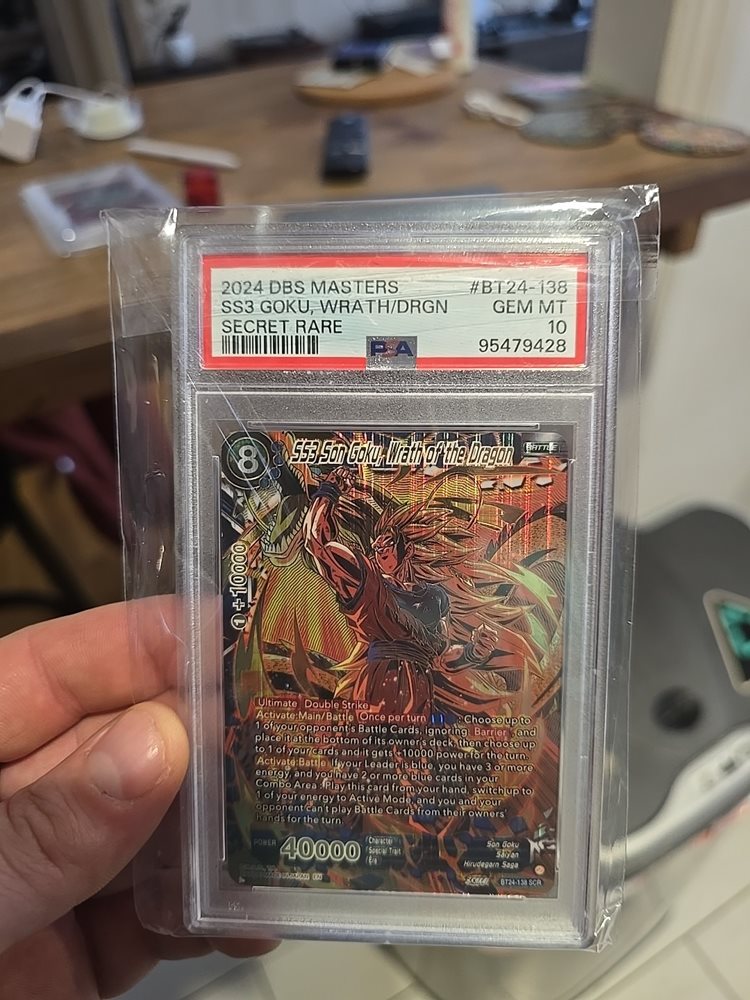 2024 DBS MASTERS #BT24-138
SS3 GOKU, WRATH/DRGN GEM MT
SECRET RARE 10
PSA 95479428
8 SS3 Son Goku, Wrath of the Dragon BATTLE
1 +10000
Ultimate Double Strike
Activate:Main/Battle Once per turn 1 : Choose up to
1 of your opponent's Battle Cards, ignoring Barrier (and
place it at the bottom of its owner's deck, then choose up
to 1 of your cards and it gets +10000 power for the turn.
Activate:Battle If your Leader is blue, you have 3 or more
energy, and you have 2 or more blue cards in your
Combo Area : Play this card from your hand, switch up to
1 of your energy to Active Mode, and you and your
opponent can't play Battle Cards from their owners'
hands for the turn.
POWER 40000
Character Son Goku
Special Trait Saiyan
Era Hirudegarn Saga
BT24-138 SCR